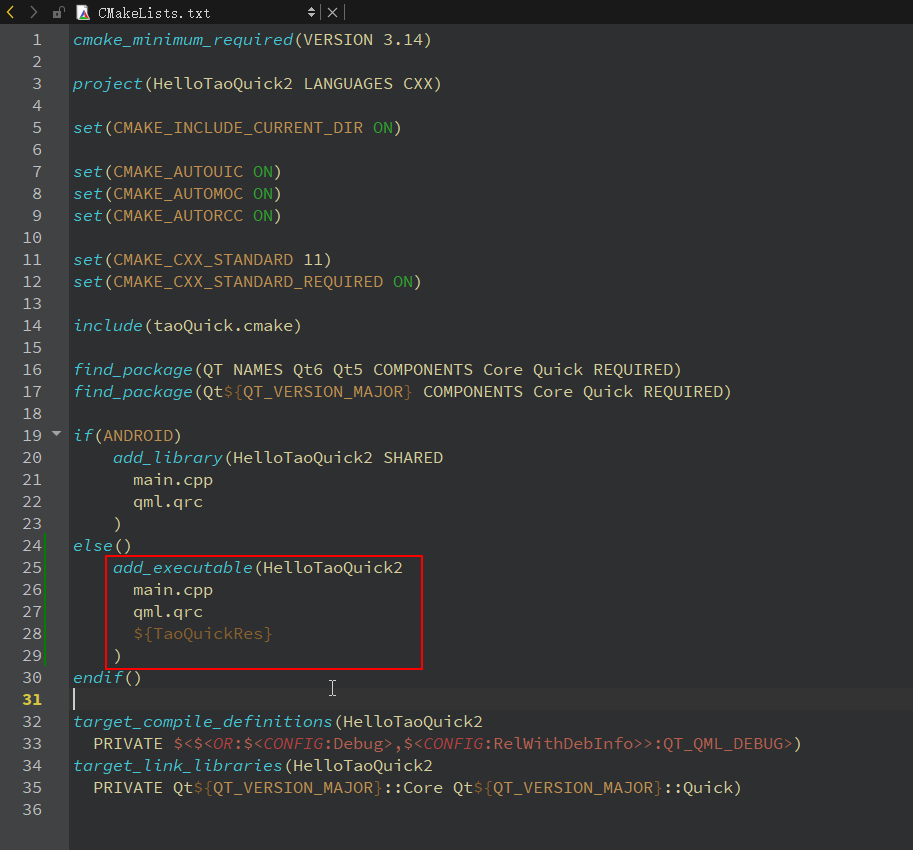 CMakeLists.txt
1 cmake_minimum_required(VERSION 3.14)
2
3 project(HelloTaoQuick2 LANGUAGES CXX)
4
5 set(CMAKE_INCLUDE_CURRENT_DIR ON)
6
7 set(CMAKE_AUTOUIC ON)
8 set(CMAKE_AUTOMOC ON)
9 set(CMAKE_AUTORCC ON)
10
11 set(CMAKE_CXX_STANDARD 11)
12 set(CMAKE_CXX_STANDARD_REQUIRED ON)
13
14 include(taoQuick.cmake)
15
16 find_package(QT NAMES Qt6 Qt5 COMPONENTS Core Quick REQUIRED)
17 find_package(Qt${QT_VERSION_MAJOR} COMPONENTS Core Quick REQUIRED)
18
19 if(ANDROID)
20     add_library(HelloTaoQuick2 SHARED
21       main.cpp
22       qml.qrc
23     )
24 else()
25     add_executable(HelloTaoQuick2
26       main.cpp
27       qml.qrc
28       ${TaoQuickRes}
29     )
30 endif()
31
32 target_compile_definitions(HelloTaoQuick2
33   PRIVATE $<$<OR:$<CONFIG:Debug>,$<CONFIG:RelWithDebInfo>>:QT_QML_DEBUG>)
34 target_link_libraries(HelloTaoQuick2
35   PRIVATE Qt${QT_VERSION_MAJOR}::Core Qt${QT_VERSION_MAJOR}::Quick)
36